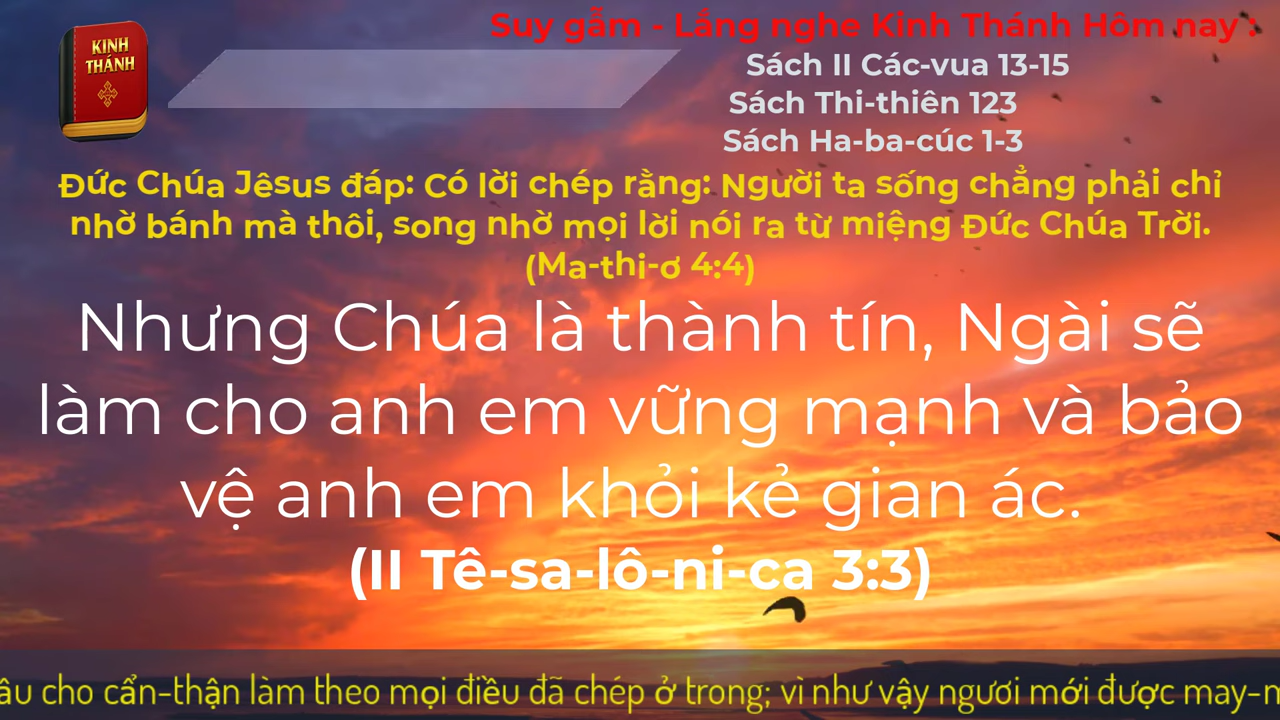 KINH
THÁNH
Suy gẫm - Lắng nghe Kinh Thánh Hôm nay :
Sách II Các-vua 13-15
Sách Thi-thiên 123
Sách Ha-ba-cúc 1-3
Đức Chúa Jêsus đáp: Có lời chép rằng: Người ta sống chẳng phải chỉ
nhờ bánh mà thôi, song nhờ mọi lời nói ra từ miệng Đức Chúa Trời.
(Ma-thi-ơ 4:4)
Nhưng Chúa là thành tín, Ngài sẽ
làm cho anh em vững mạnh và bảo
vệ anh em khỏi kẻ gian ác.
(II Tê-sa-lô-ni-ca 3:3)
âu cho cẩn-thận làm theo mọi điều đã chép ở trong; vì như vậy ngươi mới được may-